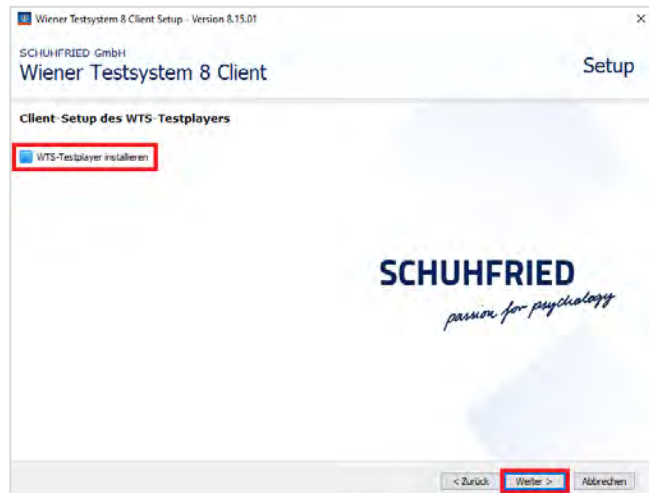 Wiener Testsystem 8 Client Setup - Version 8.15.01
SCHUHFRIED GmbH
Wiener Testsystem 8 Client
Setup
Client-Setup des WTS-Testplayers
WTS-Testplayer installieren
SCHUHFRIED
passion for psychology
< Zurück
Weiter >
Abbrechen